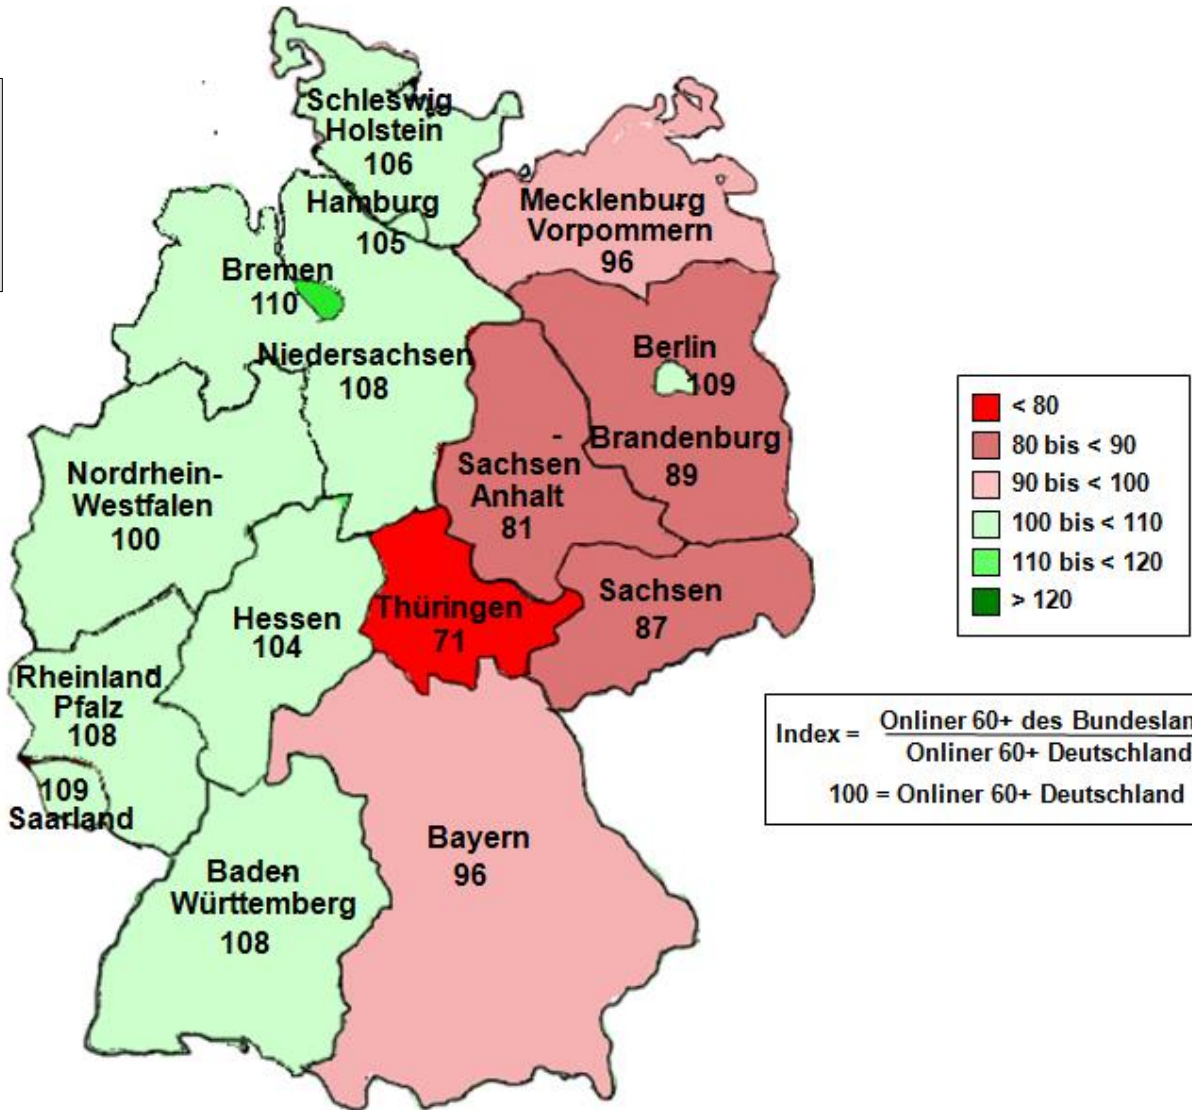 Schleswig
Holstein
106
Hamburg
105
Mecklenburg
Vorpommern
96
Bremen
110
Niedersachsen
108
Berlin
109
Brandenburg
89
-
Sachsen
Anhalt
81
Nordrhein-
Westfalen
100
Sachsen
87
Thüringen
71
Hessen
104
Rheinland
Pfalz
108
109
Saarland
Bayern
96
Baden
Württemberg
108
< 80
80 bis < 90
90 bis < 100
100 bis < 110
110 bis < 120
> 120
Index = Onliner 60+ des Bundeslan
Onliner 60+ Deutschland
100 = Onliner 60+ Deutschland